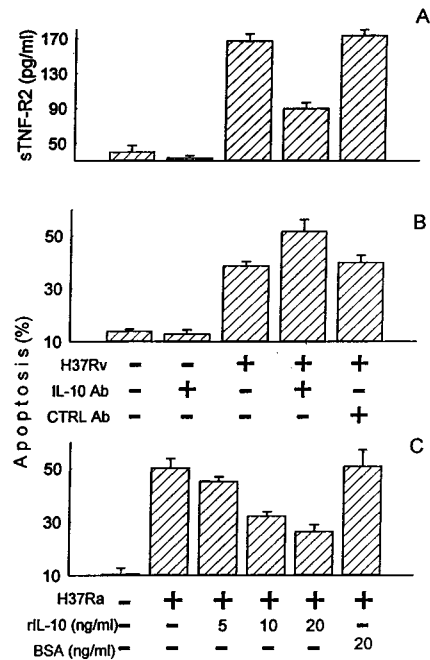 A
sTNF-R2 (pg/ml)
170
130
90
50
B
Apoptosis (%)
50
30
10
H37Rv - - + + +
IL-10 Ab - + - + -
CTRL Ab - - - - +
C
50
30
10
H37Ra - + + + + +
rIL-10 (ng/ml) - - 5 10 20 -
BSA (ng/ml) - - - - - 20